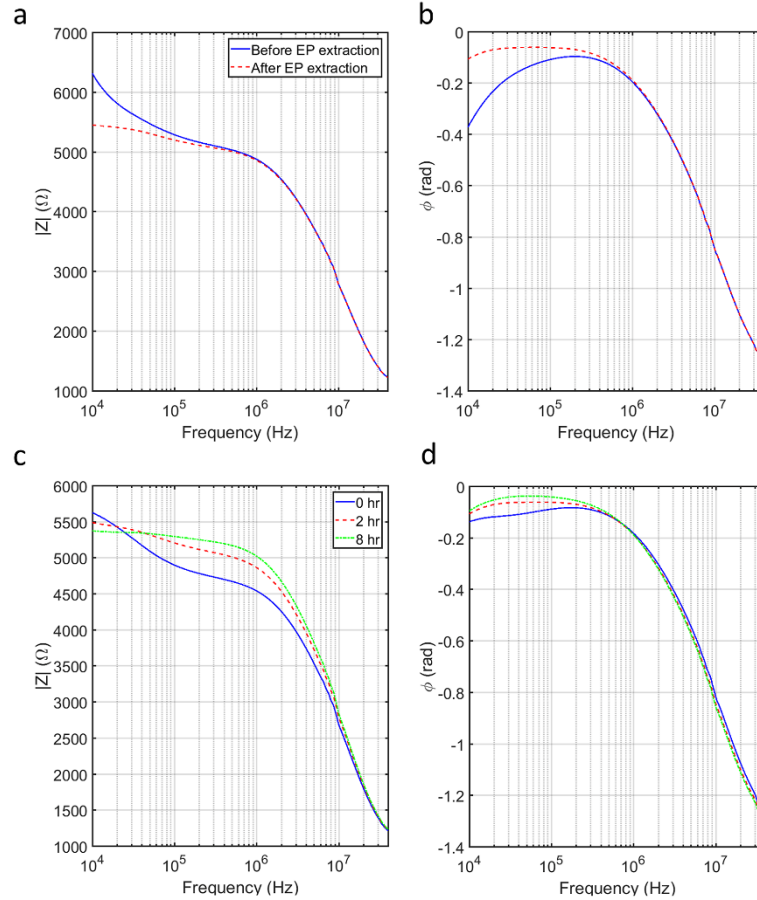 a
b
7000
6000
5000
4000
3000
2000
1000
|Z| (Ω)
Before EP extraction
After EP extraction
10^4
10^5
10^6
10^7
Frequency (Hz)
0
-0.2
-0.4
-0.6
-0.8
-1
-1.2
-1.4
ϕ (rad)
10^4
10^5
10^6
10^7
Frequency (Hz)
c
d
6000
5500
5000
4500
4000
3500
3000
2500
2000
1500
1000
|Z| (Ω)
0 hr
2 hr
8 hr
10^4
10^5
10^6
10^7
Frequency (Hz)
0
-0.2
-0.4
-0.6
-0.8
-1
-1.2
-1.4
ϕ (rad)
10^4
10^5
10^6
10^7
Frequency (Hz)